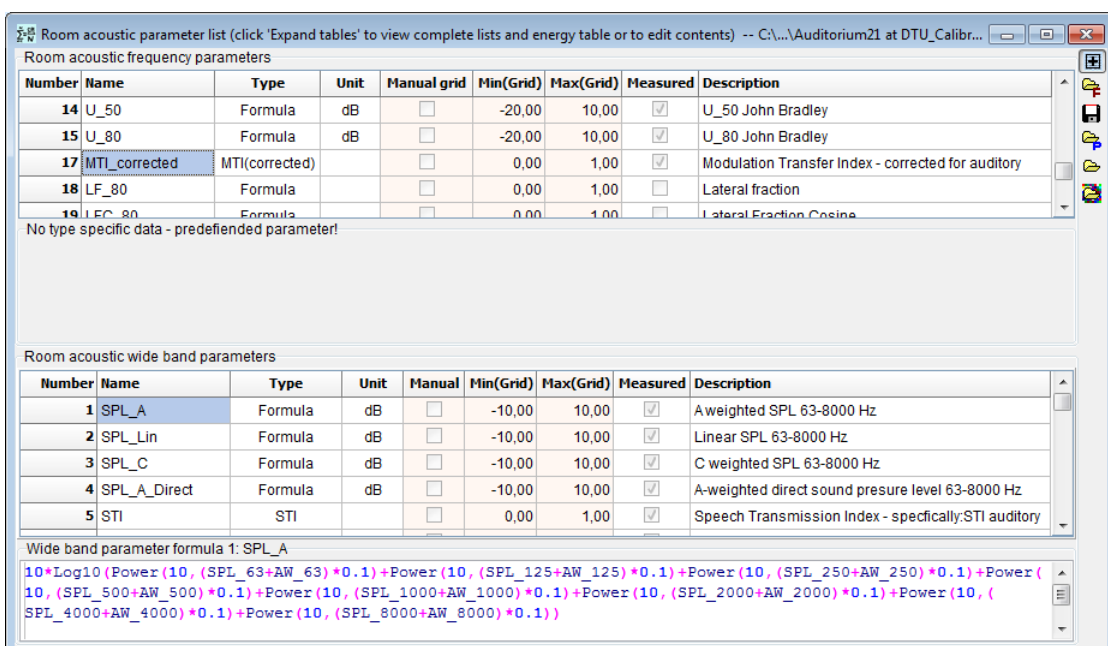 Room acoustic parameter list (click 'Expand tables' to view complete lists and energy table or to edit contents) -- C:\...\Auditorium21 at DTU_Calibr...
Room acoustic frequency parameters
Number Name Type Unit Manual grid Min(Grid) Max(Grid) Measured Description
14 U_50 Formula dB -20,00 10,00 U_50 John Bradley
15 U_80 Formula dB -20,00 10,00 U_80 John Bradley
17 MTI_corrected MTI(corrected) 0,00 1,00 Modulation Transfer Index - corrected for auditory
18 LF_80 Formula 0,00 1,00 Lateral fraction
19 LFC_80 Formula 0,00 1,00 Lateral Fraction Cosine
No type specific data - predefiended parameter!
Room acoustic wide band parameters
Number Name Type Unit Manual Min(Grid) Max(Grid) Measured Description
1 SPL_A Formula dB -10,00 10,00 A weighted SPL 63-8000 Hz
2 SPL_Lin Formula dB -10,00 10,00 Linear SPL 63-8000 Hz
3 SPL_C Formula dB -10,00 10,00 C weighted SPL 63-8000 Hz
4 SPL_A_Direct Formula dB -10,00 10,00 A-weighted direct sound presure level 63-8000 Hz
5 STI STI 0,00 1,00 Speech Transmission Index - specfically:STI auditory
Wide band parameter formula 1: SPL_A
10*Log10(Power(10,(SPL_63+AW_63)*0.1)+Power(10,(SPL_125+AW_125)*0.1)+Power(10,(SPL_250+AW_250)*0.1)+Power(
10,(SPL_500+AW_500)*0.1)+Power(10,(SPL_1000+AW_1000)*0.1)+Power(10,(SPL_2000+AW_2000)*0.1)+Power(10,(
SPL_4000+AW_4000)*0.1)+Power(10,(SPL_8000+AW_8000)*0.1))